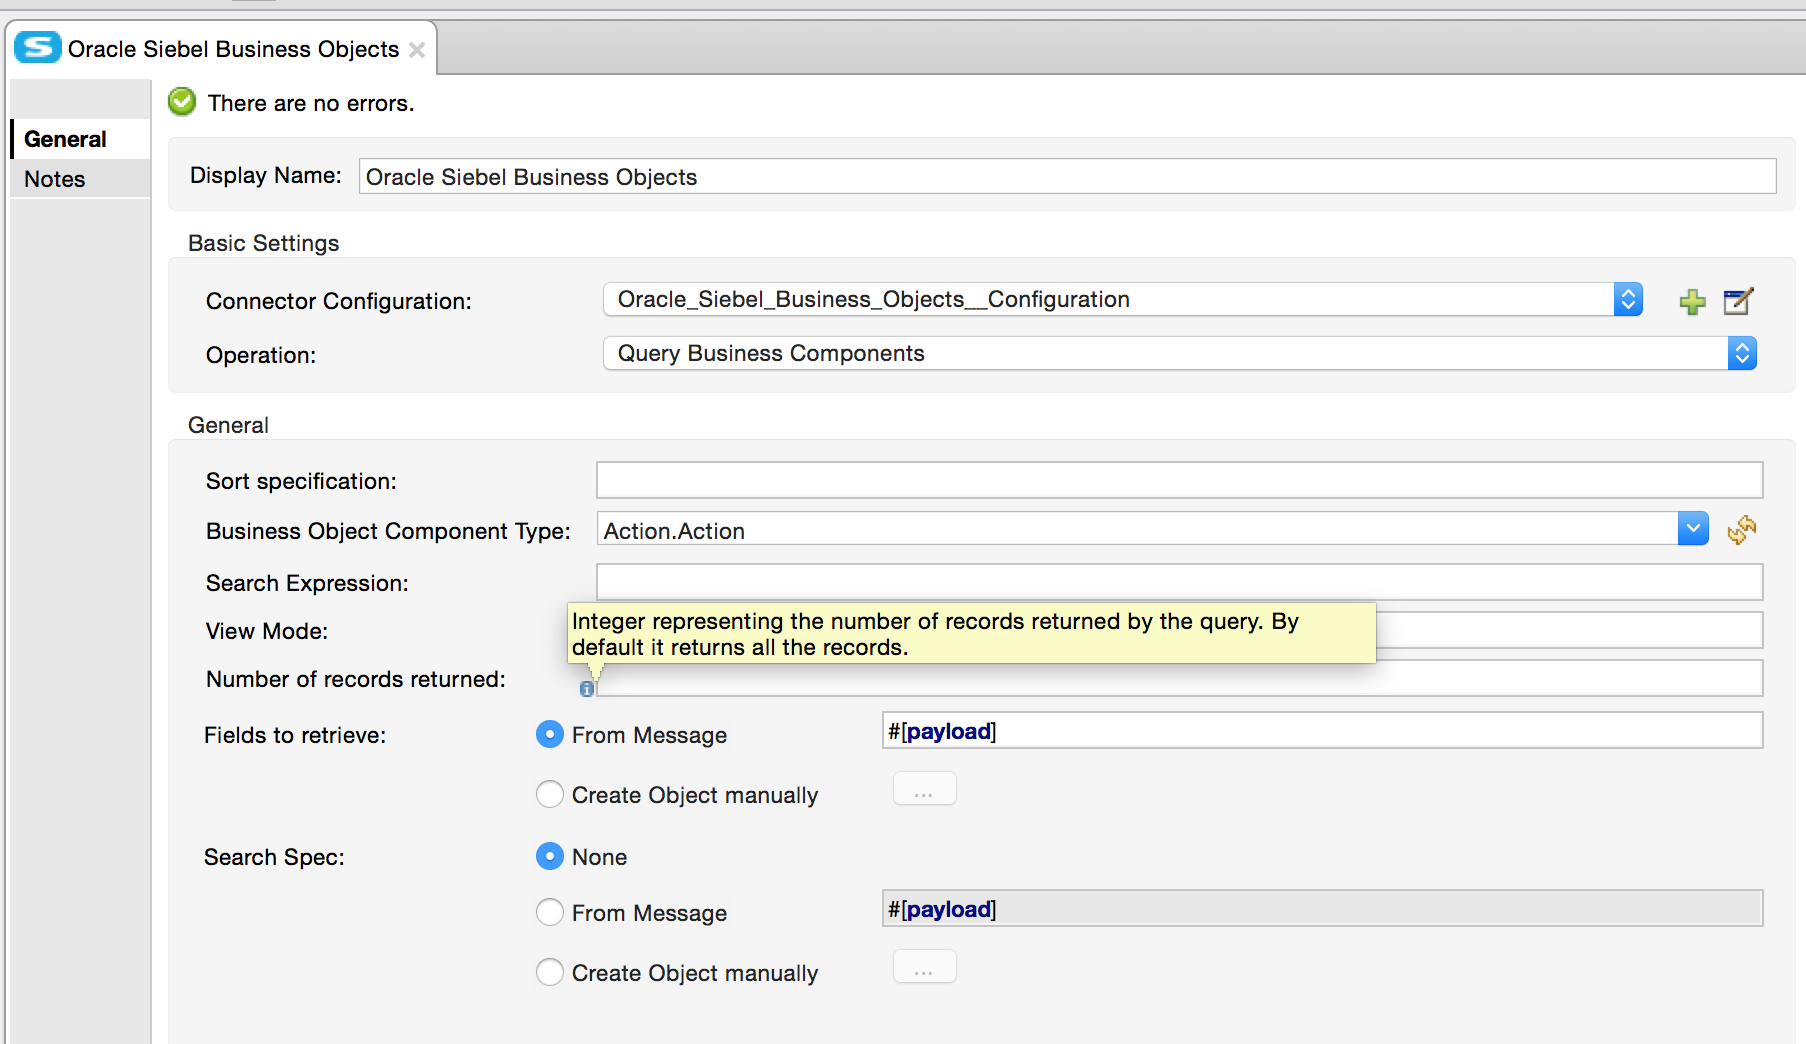 Oracle Siebel Business Objects
There are no errors.
General
Notes
Display Name: Oracle Siebel Business Objects
Basic Settings
Connector Configuration: Oracle_Siebel_Business_Objects__Configuration
Operation: Query Business Components
General
Sort specification:
Business Object Component Type: Action.Action
Search Expression:
View Mode:
Integer representing the number of records returned by the query. By
default it returns all the records.
Number of records returned:
Fields to retrieve: From Message #[payload]
Create Object manually ...
Search Spec: None
From Message #[payload]
Create Object manually ...